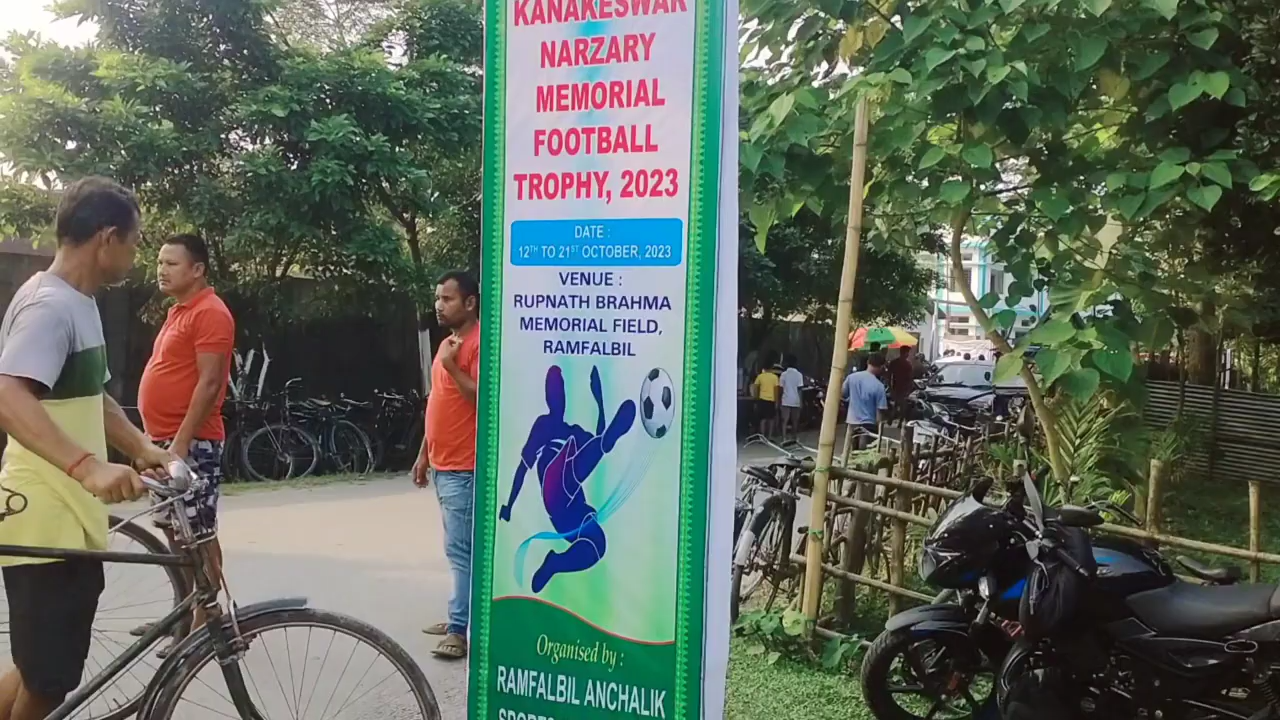 KANAKESWAR
NARZARY
MEMORIAL
FOOTBALL
TROPHY, 2023
DATE :
12TH TO 21ST OCTOBER, 2023
VENUE :
RUPNATH BRAHMA
MEMORIAL FIELD,
RAMFALBIL
Organised by :
RAMFALBIL ANCHALIK
SPORTS